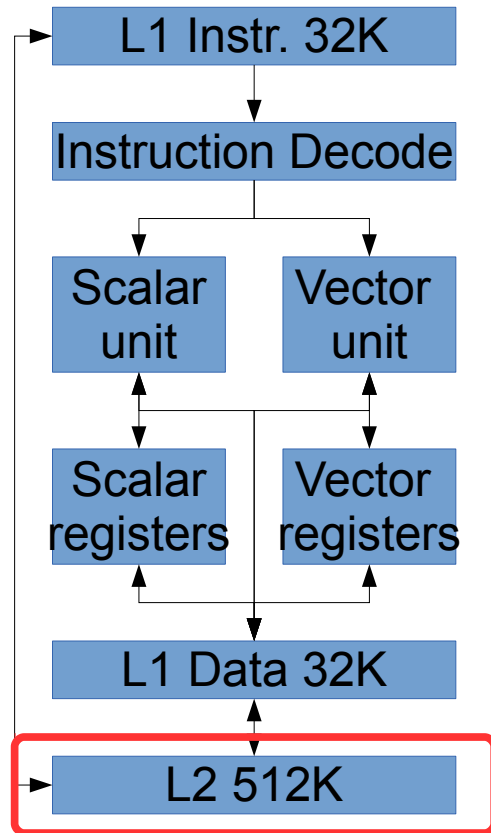 L1 Instr. 32K
Instruction Decode
Scalar
unit
Vector
unit
Scalar
registers
Vector
registers
L1 Data 32K
L2 512K